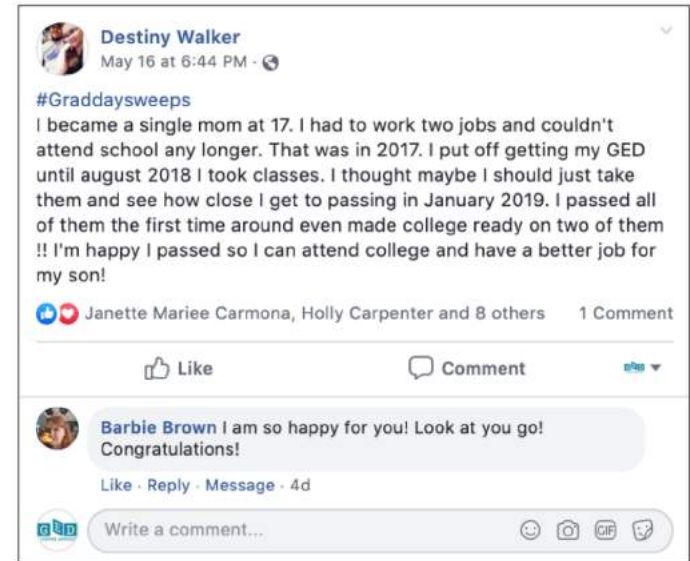 Destiny Walker
May 16 at 6:44 PM ·
#Graddaysweeps
I became a single mom at 17. I had to work two jobs and couldn't
attend school any longer. That was in 2017. I put off getting my GED
until august 2018 I took classes. I thought maybe I should just take
them and see how close I get to passing in January 2019. I passed all
of them the first time around even made college ready on two of them
!! I'm happy I passed so I can attend college and have a better job for
my son!
Janette Mariee Carmona, Holly Carpenter and 8 others 1 Comment
Like Comment
Barbie Brown I am so happy for you! Look at you go!
Congratulations!
Like · Reply · Message · 4d
GED Write a comment... GIF